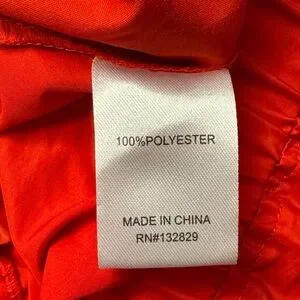 100%POLYESTER
MADE IN CHINA
RN#132829